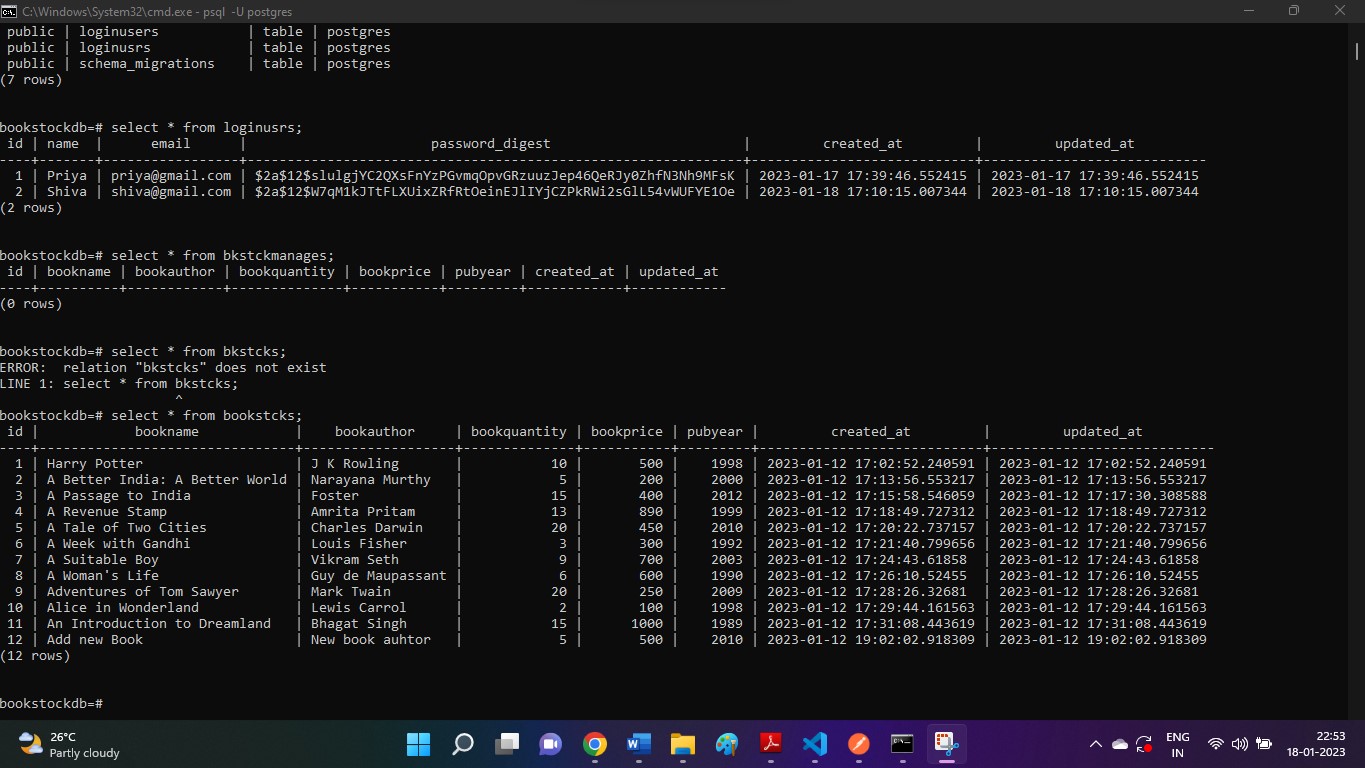 C:\Windows\System32\cmd.exe - psql -U postgres
public | loginusers | table | postgres
public | loginusrs | table | postgres
public | schema_migrations | table | postgres
(7 rows)
bookstockdb=# select * from loginusrs;
id | name | email | password_digest | created_at | updated_at
----+-------+-----------------+--------------------------------------------------------------+----------------------------+----------------------------
1 | Priya | priya@gmail.com | $2a$12$slulgjYC2QXsFnYzPGvmqOpvGRzuuzJep46QeRJy0ZhfN3Nh9MFsK | 2023-01-17 17:39:46.552415 | 2023-01-17 17:39:46.552415
2 | Shiva | shiva@gmail.com | $2a$12$W7qM1kJTtFLXUixZRfRtOeinEJlIYjCZPkRWi2sGlL54vWUFYE1Oe | 2023-01-18 17:10:15.007344 | 2023-01-18 17:10:15.007344
(2 rows)
bookstockdb=# select * from bkstckmanages;
id | bookname | bookauthor | bookquantity | bookprice | pubyear | created_at | updated_at
----+----------+------------+--------------+-----------+---------+------------+------------
(0 rows)
bookstockdb=# select * from bkstcks;
ERROR:  relation "bkstcks" does not exist
LINE 1: select * from bkstcks;
^
bookstockdb=# select * from bookstcks;
id | bookname | bookauthor | bookquantity | bookprice | pubyear | created_at | updated_at
----+--------------------------------+-------------------+--------------+-----------+---------+----------------------------+----------------------------
1 | Harry Potter | J K Rowling | 10 | 500 | 1998 | 2023-01-12 17:02:52.240591 | 2023-01-12 17:02:52.240591
2 | A Better India: A Better World | Narayana Murthy | 5 | 200 | 2000 | 2023-01-12 17:13:56.553217 | 2023-01-12 17:13:56.553217
3 | A Passage to India | Foster | 15 | 400 | 2012 | 2023-01-12 17:15:58.546059 | 2023-01-12 17:17:30.308588
4 | A Revenue Stamp | Amrita Pritam | 13 | 890 | 1999 | 2023-01-12 17:18:49.727312 | 2023-01-12 17:18:49.727312
5 | A Tale of Two Cities | Charles Darwin | 20 | 450 | 2010 | 2023-01-12 17:20:22.737157 | 2023-01-12 17:20:22.737157
6 | A Week with Gandhi | Louis Fisher | 3 | 300 | 1992 | 2023-01-12 17:21:40.799656 | 2023-01-12 17:21:40.799656
7 | A Suitable Boy | Vikram Seth | 9 | 700 | 2003 | 2023-01-12 17:24:43.61858 | 2023-01-12 17:24:43.61858
8 | A Woman's Life | Guy de Maupassant | 6 | 600 | 1990 | 2023-01-12 17:26:10.52455 | 2023-01-12 17:26:10.52455
9 | Adventures of Tom Sawyer | Mark Twain | 20 | 250 | 2009 | 2023-01-12 17:28:26.32681 | 2023-01-12 17:28:26.32681
10 | Alice in Wonderland | Lewis Carrol | 2 | 100 | 1998 | 2023-01-12 17:29:44.161563 | 2023-01-12 17:29:44.161563
11 | An Introduction to Dreamland | Bhagat Singh | 15 | 1000 | 1989 | 2023-01-12 17:31:08.443619 | 2023-01-12 17:31:08.443619
12 | Add new Book | New book auhtor | 5 | 500 | 2010 | 2023-01-12 19:02:02.918309 | 2023-01-12 19:02:02.918309
(12 rows)
bookstockdb=#
26°C
Partly cloudy
ENG
IN
22:53
18-01-2023